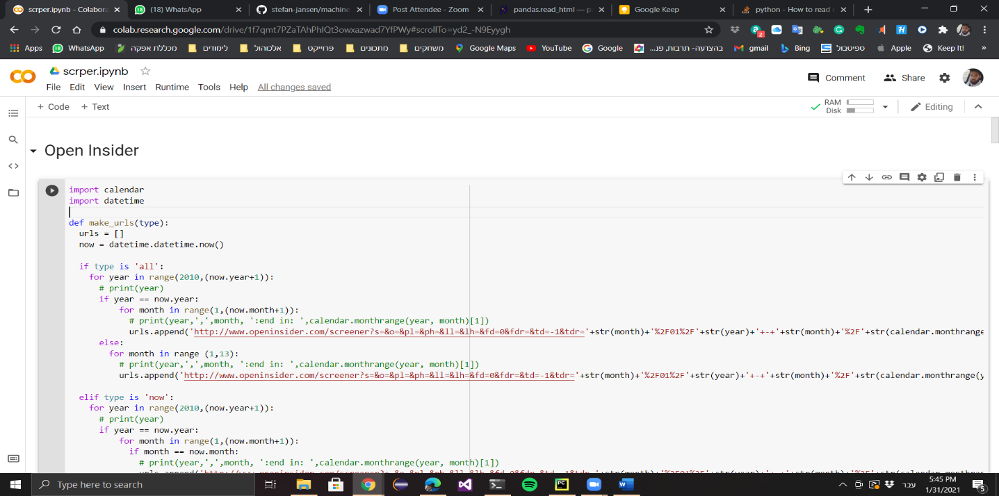 scrper.ipynb - Colabora
(18) WhatsApp
stefan-jansen/machine
Post Attendee - Zoom
pandas.read_html — pa
Google Keep
python - How to read
colab.research.google.com/drive/1f7qmt7PZaTAhPhIQt3owxazwad7YfPWy#scrollTo=yd2_-N9Eyygh
2
Apps
WhatsApp
מכללת אפקה
לימודים
אלכוהול
פרוייקט
מתכונים
משחקים
Google Maps
YouTube
Google
בהצדעה- תרבות, פנ...
gmail
Bing
ספיטבול
Apple
Keep It!
»
scrper.ipynb
File Edit View Insert Runtime Tools Help All changes saved
Comment
Share
+ Code + Text
RAM
Disk
Editing
Open Insider
import calendar
import datetime
def make_urls(type):
urls = []
now = datetime.datetime.now()
if type is 'all':
for year in range(2010,(now.year+1)):
# print(year)
if year == now.year:
for month in range(1,(now.month+1)):
# print(year,',',month, ':end in: ',calendar.monthrange(year, month)[1])
urls.append('http://www.openinsider.com/screener?s=&o=&pl=&ph=&ll=&lh=&fd=0&fdr=&td=-1&tdr='+str(month)+'%2F01%2F'+str(year)+'+-+'+str(month)+'%2F'+str(calendar.monthrange
else:
for month in range (1,13):
# print(year,',',month, ':end in: ',calendar.monthrange(year, month)[1])
urls.append('http://www.openinsider.com/screener?s=&o=&pl=&ph=&ll=&lh=&fd=0&fdr=&td=-1&tdr='+str(month)+'%2F01%2F'+str(year)+'+-+'+str(month)+'%2F'+str(calendar.monthrange(y
elif type is 'now':
for year in range(2010,(now.year+1)):
# print(year)
if year == now.year:
for month in range(1,(now.month+1)):
if month == now.month:
# print(year,',',month, ':end in: ',calendar.monthrange(year, month)[1])
Type here to search
עבר
5:45 PM
1/31/2021
5